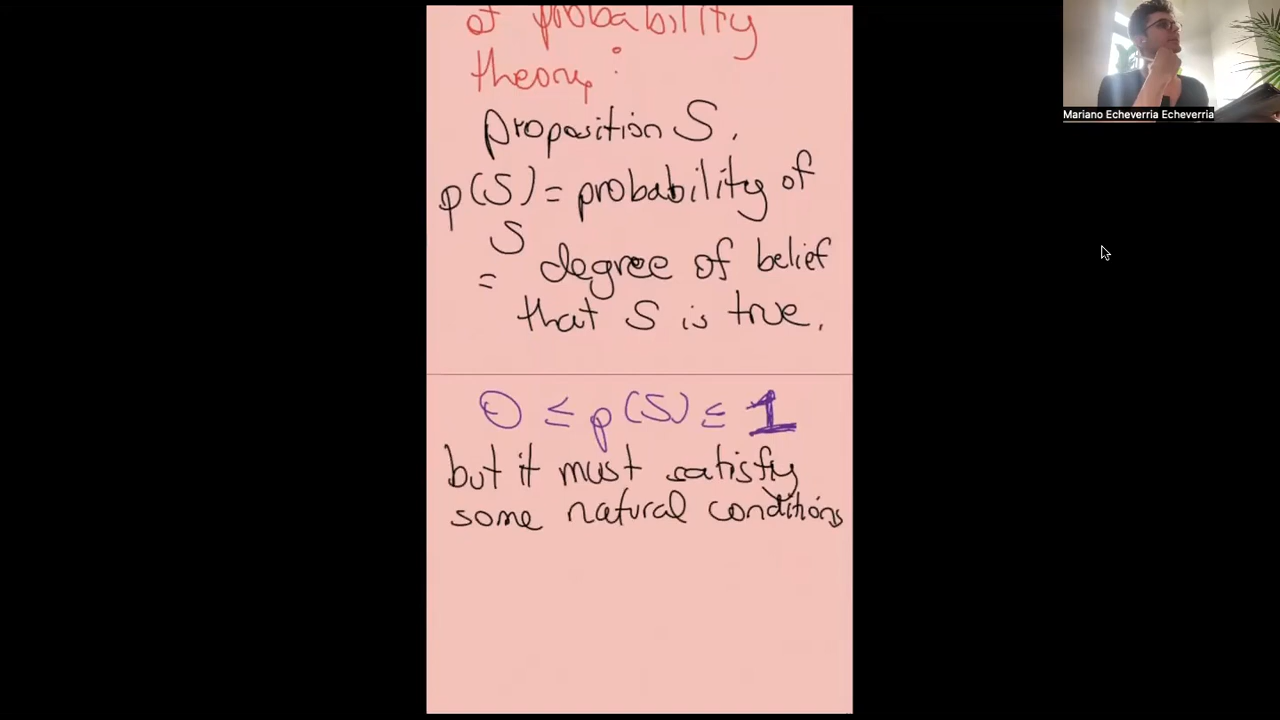 of probability
theory:
proposition S.
p(S) = probability of
S
= degree of belief
that S is true.
0 ≤ p(S) ≤ 1
but it must satisfy
some natural conditions
Mariano Echeverria Echeverria